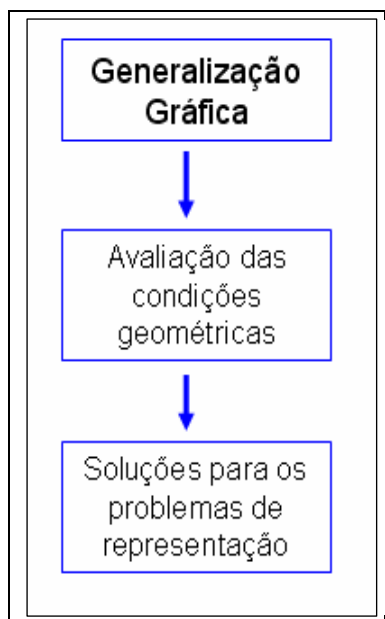 Generalização
Gráfica
Avaliação das
condições
geométricas
Soluções para os
problemas de
representação